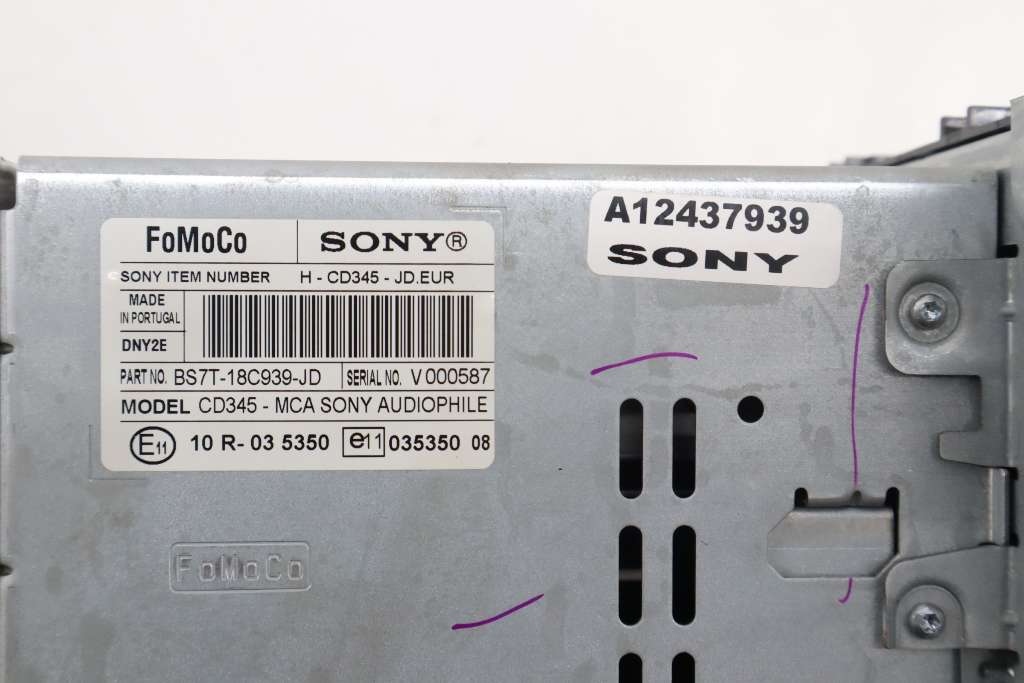 FoMoCo SONY®
SONY ITEM NUMBER H - CD345 - JD.EUR
MADE
IN PORTUGAL
DNY2E
PART NO. BS7T-18C939-JD SERIAL NO. V 000587
MODEL CD345 - MCA SONY AUDIOPHILE
E11 10 R- 03 5350 e11 035350 08
A12437939
SONY
FoMoCo